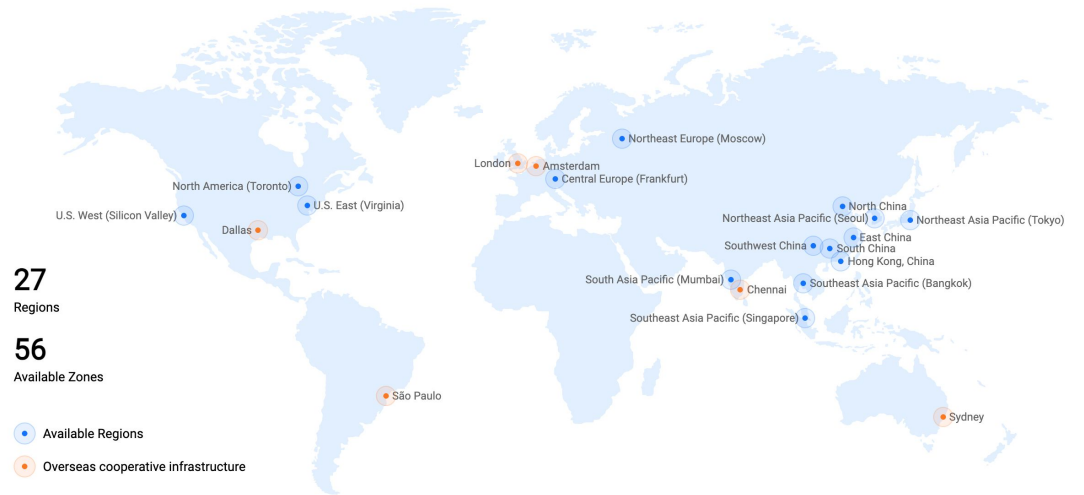 Northeast Europe (Moscow)
London
Amsterdam
Central Europe (Frankfurt)
North America (Toronto)
U.S. East (Virginia)
U.S. West (Silicon Valley)
Dallas
North China
Northeast Asia Pacific (Seoul)
Northeast Asia Pacific (Tokyo)
East China
Southwest China
South China
Hong Kong, China
South Asia Pacific (Mumbai)
Chennai
Southeast Asia Pacific (Bangkok)
Southeast Asia Pacific (Singapore)
27
Regions
56
Available Zones
São Paulo
Sydney
Available Regions
Overseas cooperative infrastructure